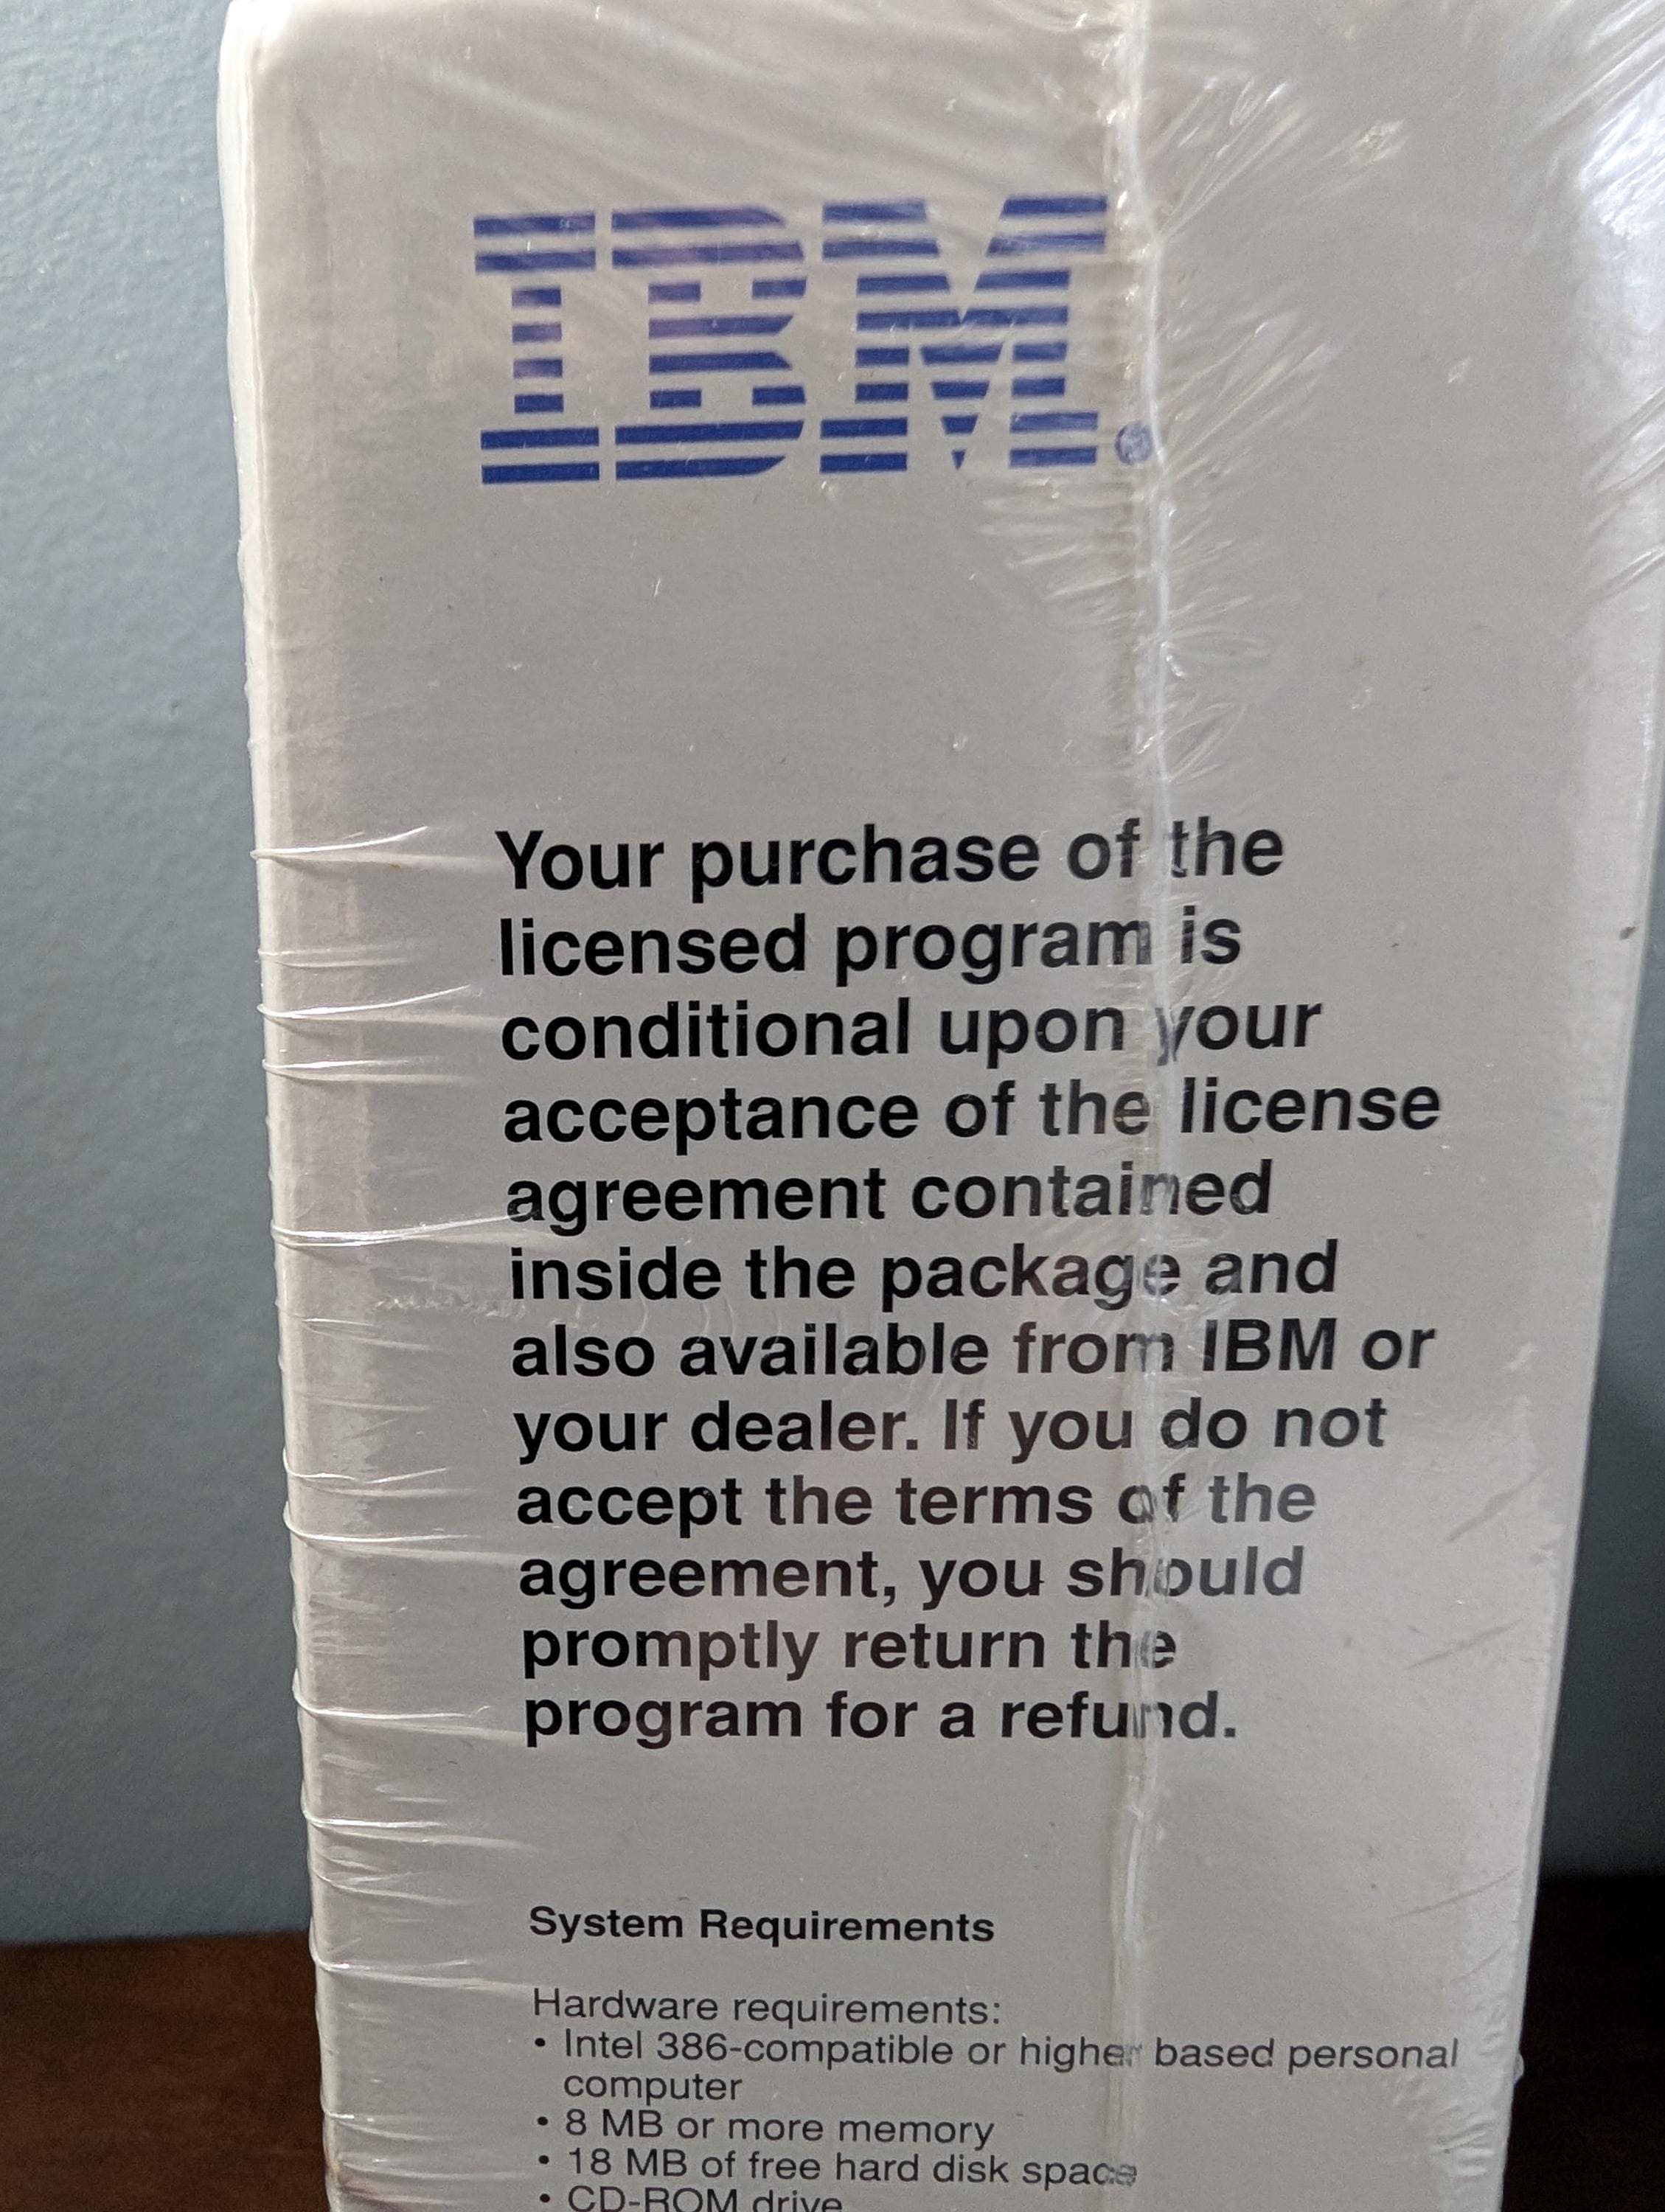 IBM®
Your purchase of the
licensed program is
conditional upon your
acceptance of the license
agreement contained
inside the package and
also available from IBM or
your dealer. If you do not
accept the terms of the
agreement, you should
promptly return the
program for a refund.
System Requirements
Hardware requirements:
• Intel 386-compatible or higher based personal
computer
• 8 MB or more memory
• 18 MB of free hard disk space
• CD-ROM drive